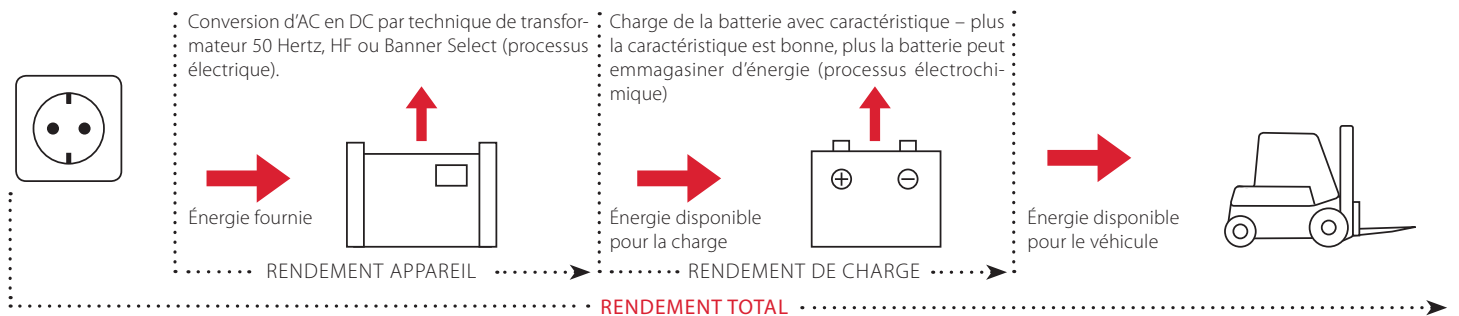 Conversion d’AC en DC par technique de transfor-
mateur 50 Hertz, HF ou Banner Select (processus
électrique).
Charge de la batterie avec caractéristique – plus
la caractéristique est bonne, plus la batterie peut
emmagasiner d’énergie (processus électrochi-
mique)
Énergie fournie
Énergie disponible
pour la charge
Énergie disponible
pour le véhicule
RENDEMENT APPAREIL
RENDEMENT DE CHARGE
RENDEMENT TOTAL